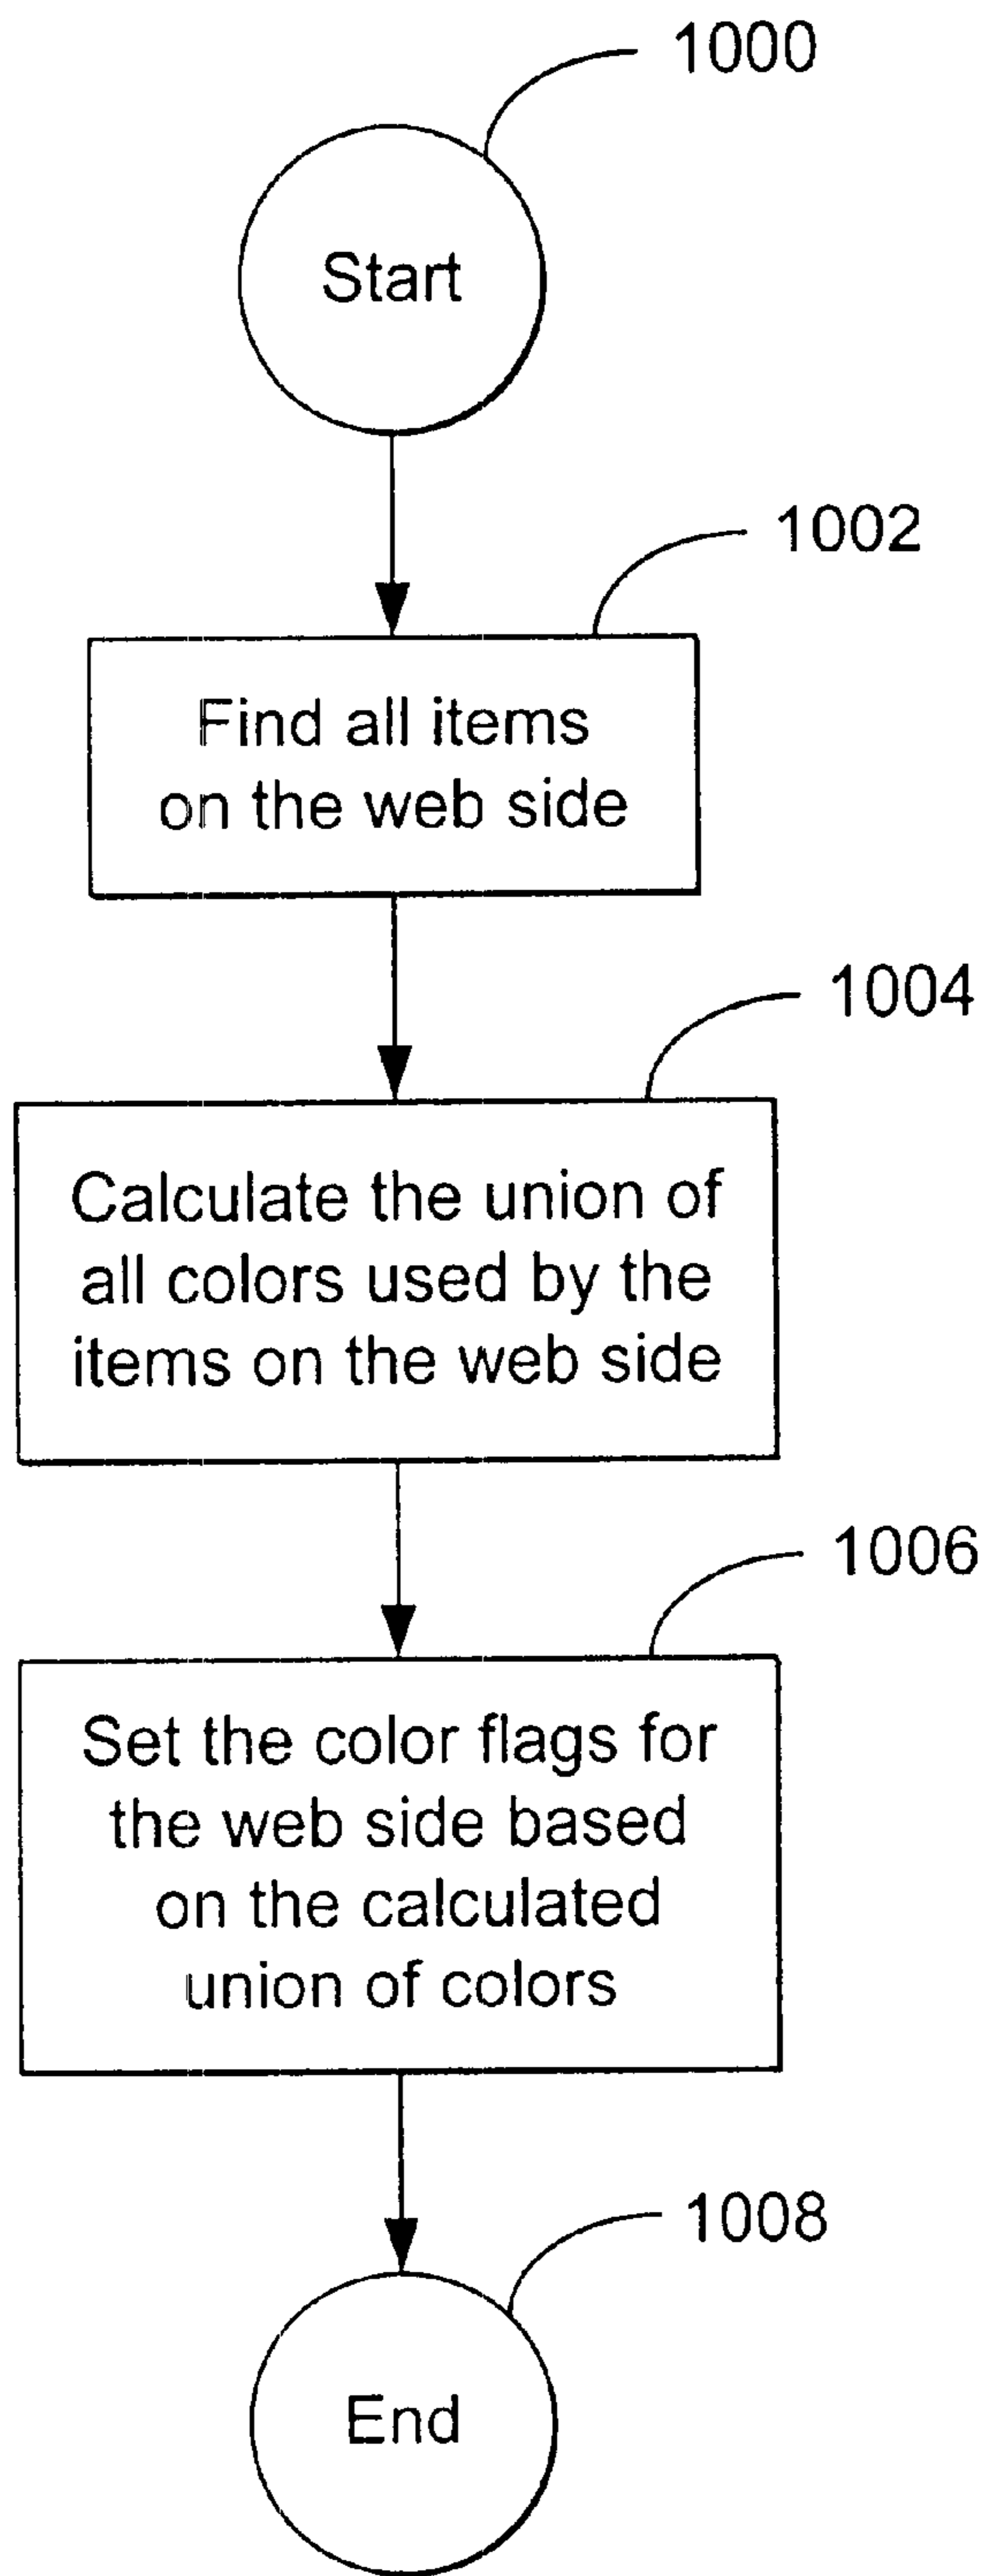 1000
Start
1002
Find all items
on the web side
1004
Calculate the union of
all colors used by the
items on the web side
1006
Set the color flags for
the web side based
on the calculated
union of colors
1008
End